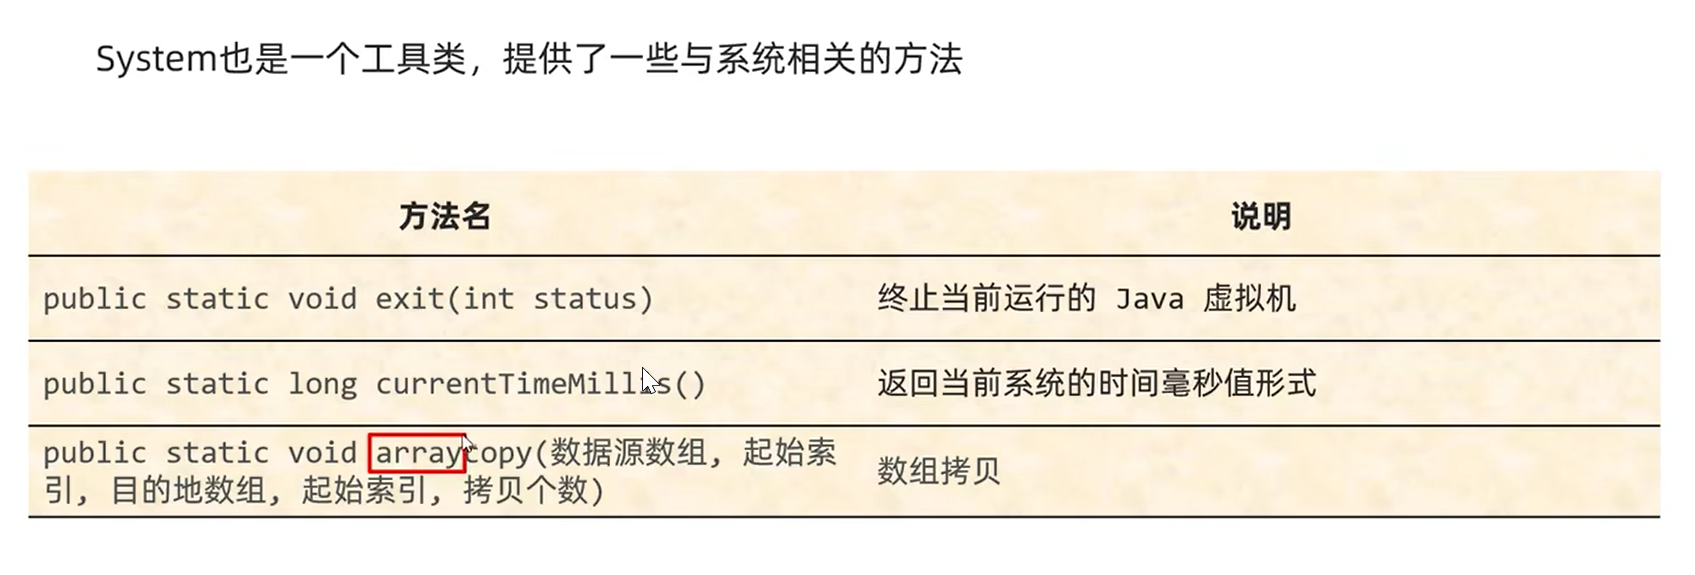 System也是一个工具类，提供了一些与系统相关的方法
方法名 说明
public static void exit(int status) 终止当前运行的 Java 虚拟机
public static long currentTimeMillis() 返回当前系统的时间毫秒值形式
public static void arraycopy(数据源数组, 起始索
引, 目的地数组, 起始索引, 拷贝个数) 数组拷贝